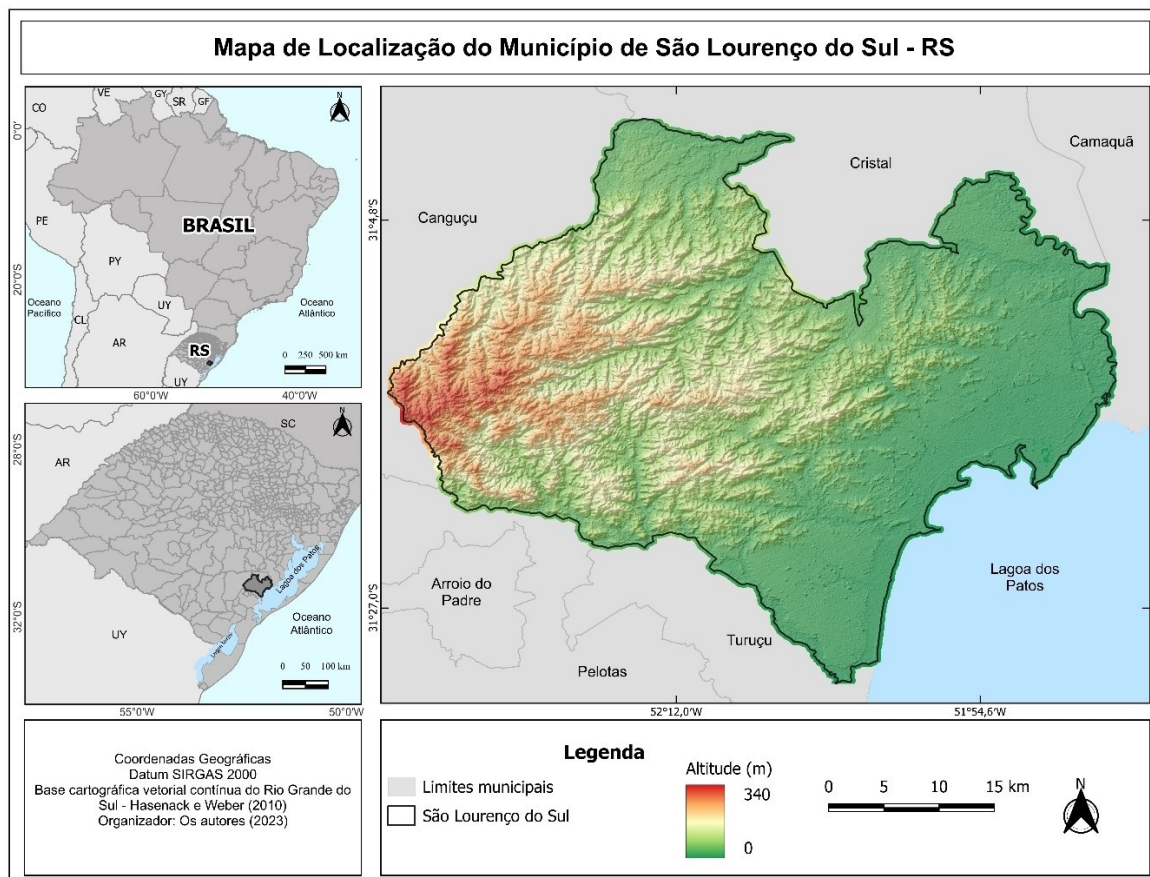 Mapa de Localização do Município de São Lourenço do Sul - RS
CO
VE
GY
SR
GF
N
0°0'
PE
BRASIL
PY
20°0'S
Oceano
Pacífico
UY
Oceano
Atlântico
CL
AR
RS
0 250 500 km
UY
60°0'W
40°0'W
SC
N
28°0'S
AR
Lagoa dos Patos
32°0'S
Oceano
Atlântico
UY
Lagoa Mirim
0 50 100 km
55°0'W
50°0'W
Camaquã
Cristal
Canguçu
31°4,8'S
Lagoa dos
Patos
Arroio do
Padre
31°27,0'S
Turuçu
Pelotas
52°12,0'W
51°54,6'W
Coordenadas Geográficas
Datum SIRGAS 2000
Base cartográfica vetorial contínua do Rio Grande do
Sul - Hasenack e Weber (2010)
Organizador: Os autores (2023)
Legenda
Limites municipais
São Lourenço do Sul
Altitude (m)
340
0
0 5 10 15 km
N